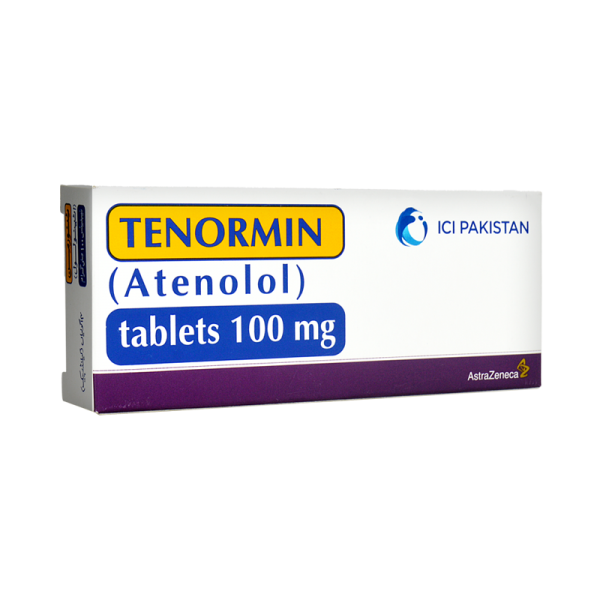 TENORMIN
(Atenolol)
tablets 100 mg
ICI PAKISTAN
AstraZeneca